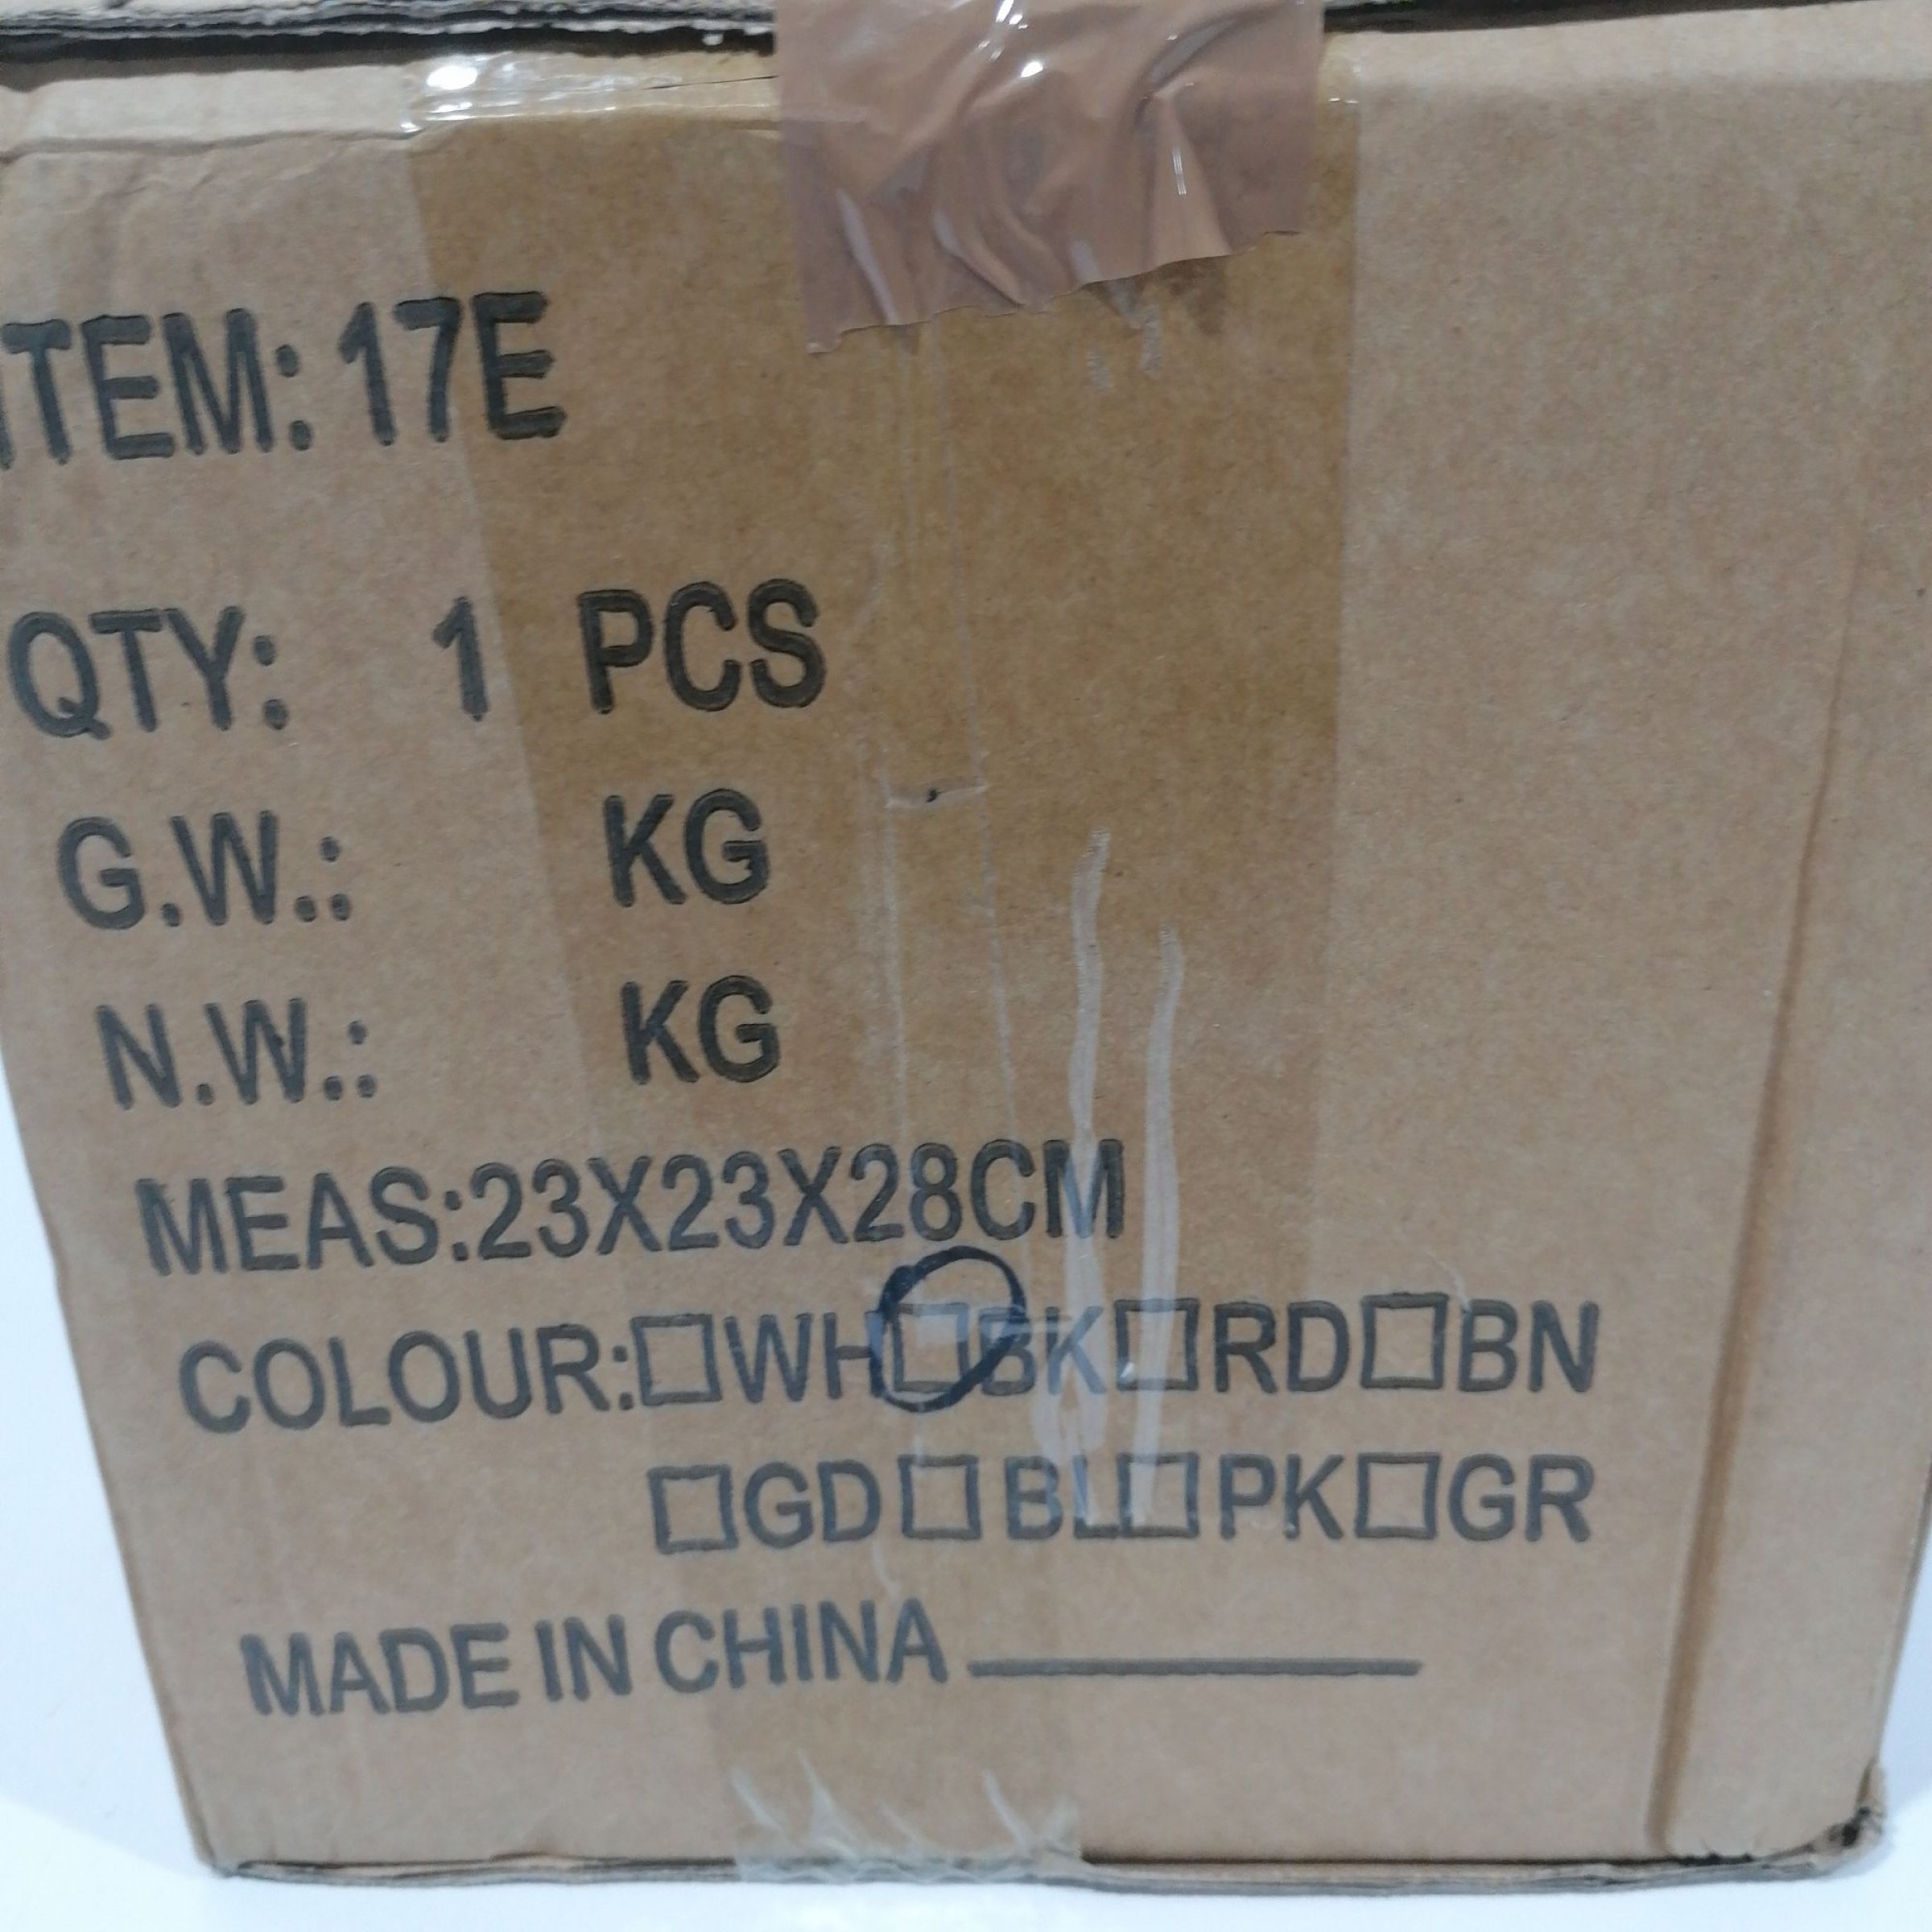 ITEM: 17E
QTY: 1 PCS
G.W.: KG
N.W.: KG
MEAS:23X23X28CM
COLOUR:□WH□BK□RD□BN
□GD□BL□PK□GR
MADE IN CHINA